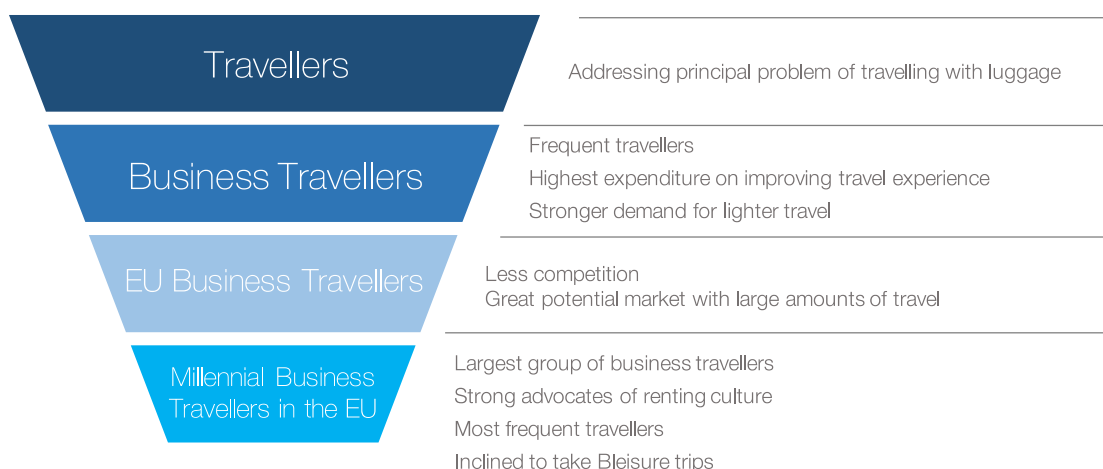 Travellers
Addressing principal problem of travelling with luggage
Business Travellers
Frequent travellers
Highest expenditure on improving travel experience
Stronger demand for lighter travel
EU Business Travellers
Less competition
Great potential market with large amounts of travel
Millennial Business
Travellers in the EU
Largest group of business travellers
Strong advocates of renting culture
Most frequent travellers
Inclined to take Bleisure trips